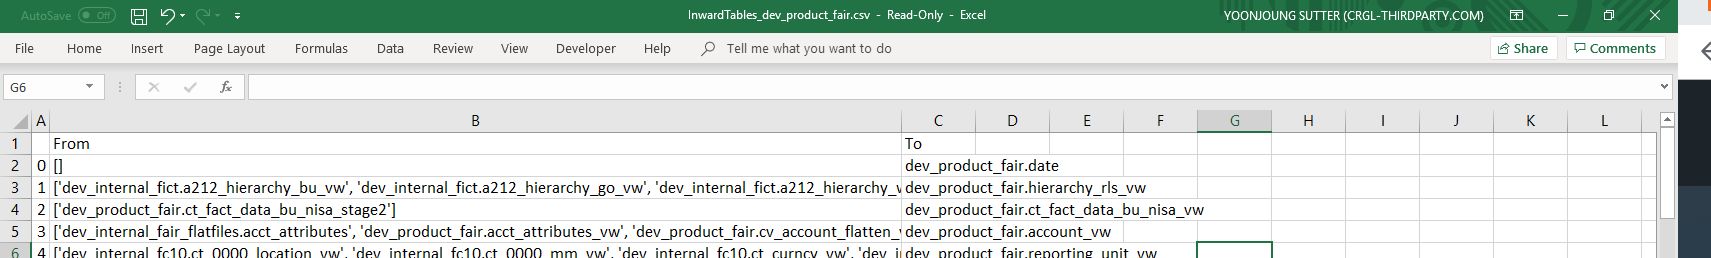 AutoSave Off InwardTables_dev_product_fair.csv - Read-Only - Excel YOONJOUNG SUTTER (CRGL-THIRDPARTY.COM)
File Home Insert Page Layout Formulas Data Review View Developer Help Tell me what you want to do Share Comments
G6 fx
A B C D E F G H I J K L
1 From To
2 0 [] dev_product_fair.date
3 1 ['dev_internal_fict.a212_hierarchy_bu_vw', 'dev_internal_fict.a212_hierarchy_go_vw', 'dev_internal_fict.a212_hierarchy_v dev_product_fair.hierarchy_rls_vw
4 2 ['dev_product_fair.ct_fact_data_bu_nisa_stage2'] dev_product_fair.ct_fact_data_bu_nisa_vw
5 3 ['dev_internal_fair_flatfiles.acct_attributes', 'dev_product_fair.acct_attributes_vw', 'dev_product_fair.cv_account_flatten_v dev_product_fair.account_vw
6 4 ['dev_internal_fc10.ct_0000_location_vw', 'dev_internal_fc10.ct_0000_mm_vw', 'dev_internal_fc10.ct_curncy_vw', 'dev_i dev_product_fair.reporting_unit_vw